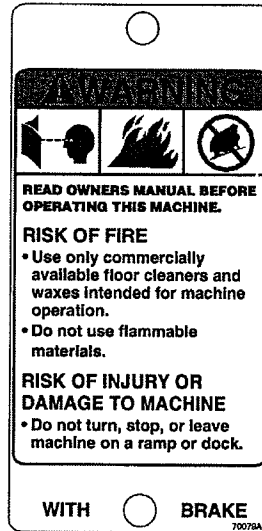 WARNING
READ OWNERS MANUAL BEFORE
OPERATING THIS MACHINE.
RISK OF FIRE
• Use only commercially
available floor cleaners and
waxes intended for machine
operation.
• Do not use flammable
materials.
RISK OF INJURY OR
DAMAGE TO MACHINE
• Do not turn, stop, or leave
machine on a ramp or dock.
WITH BRAKE
70078A